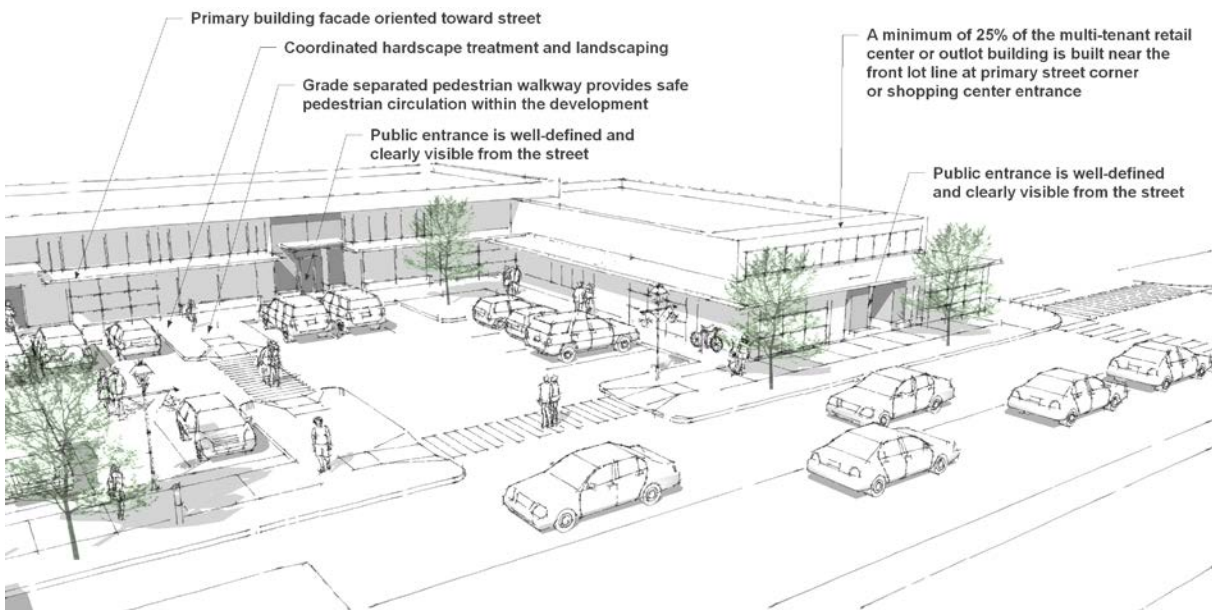 Primary building facade oriented toward street
Coordinated hardscape treatment and landscaping
Grade separated pedestrian walkway provides safe
pedestrian circulation within the development
Public entrance is well-defined and
clearly visible from the street
A minimum of 25% of the multi-tenant retail
center or outlot building is built near the
front lot line at primary street corner
or shopping center entrance
Public entrance is well-defined
and clearly visible from the street